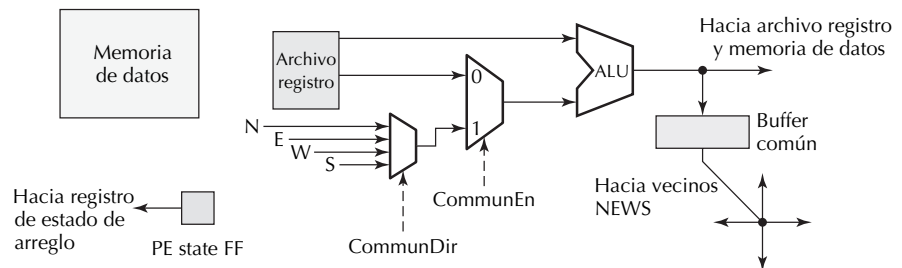 Memoria
de datos
Archivo
registro
0
1
ALU
Hacia archivo registro
y memoria de datos
Buffer
común
N
E
W
S
CommunEn
CommunDir
Hacia vecinos
NEWS
Hacia registro
de estado de
arreglo
PE state FF